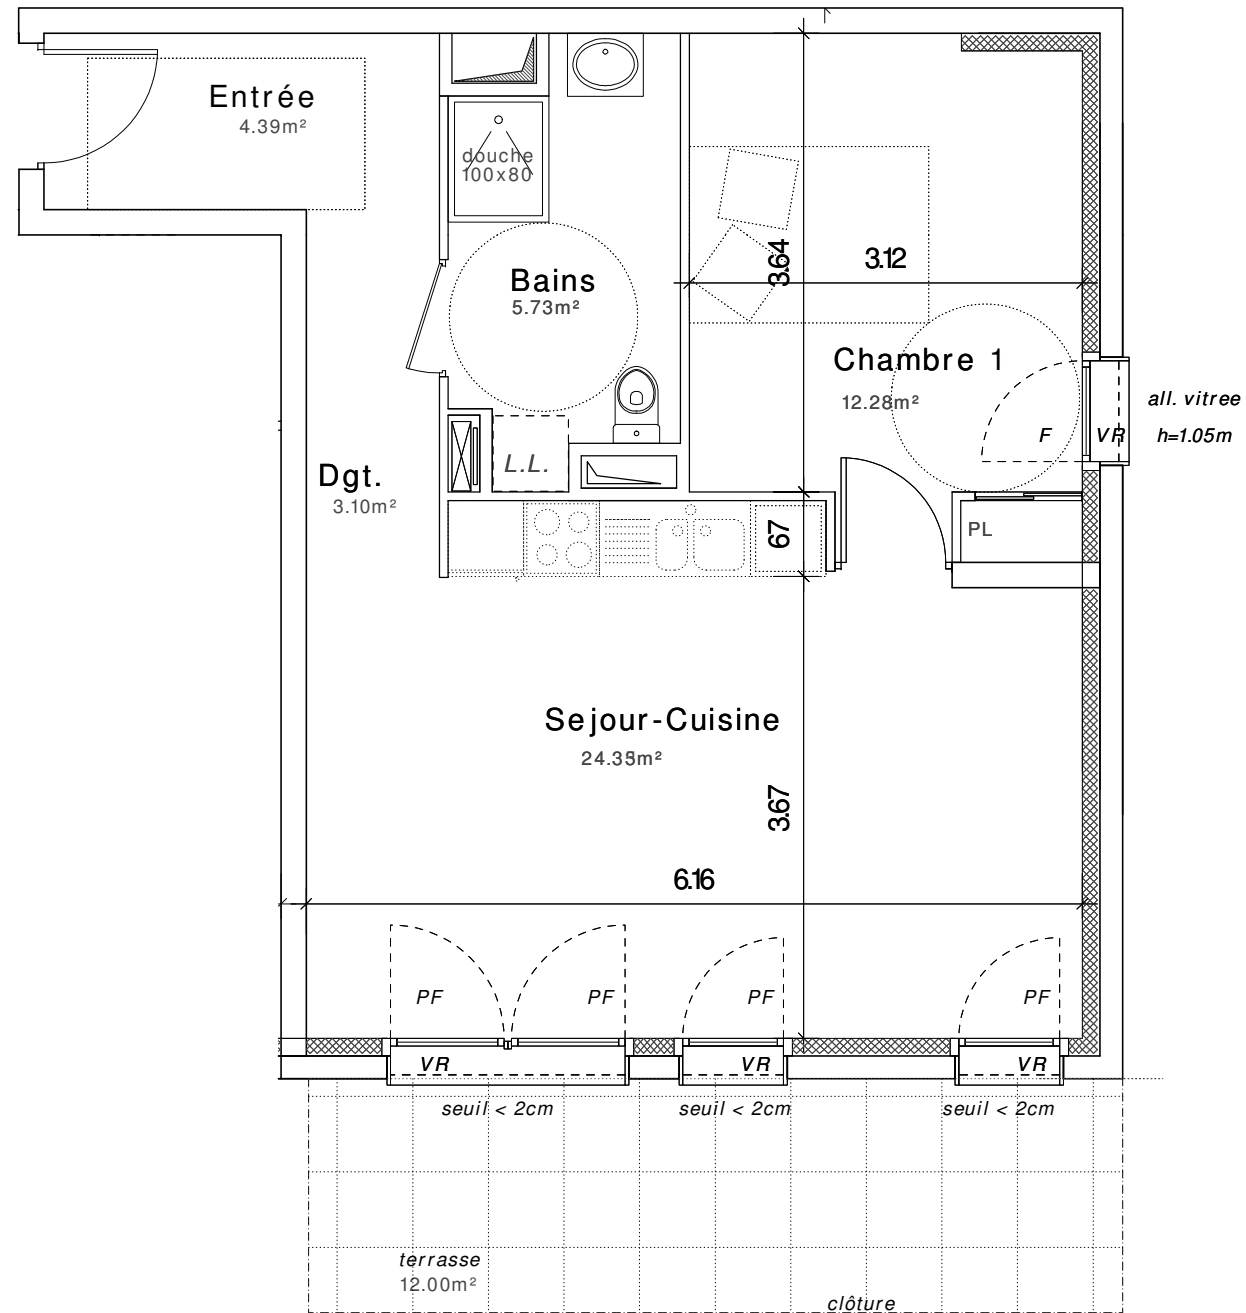 Entrée
4.39m²
douche
100x80
Bains
5.73m²
3.64
3.12
Chambre 1
12.28m²
all. vitree
h=1.05m
F
VR
L.L.
Dgt.
3.10m²
67
PL
Sejour-Cuisine
3.67
6.16
PF
PF
PF
PF
VR
VR
VR
seuil < 2cm
seuil < 2cm
seuil < 2cm
terrasse
12.00m²
clôture